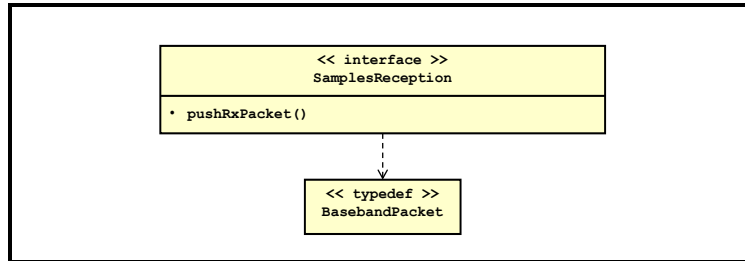 << interface >>
SamplesReception
• pushRxPacket()
<< typedef >>
BasebandPacket